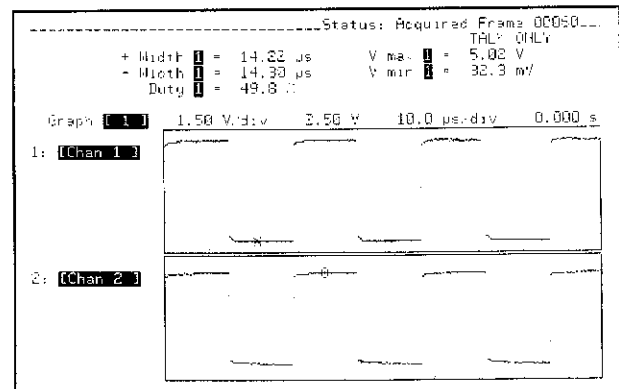 Status: Acquired Frame 00060
TALK ONLY
+ Width 1 = 14.22 µs V max 1 = 5.02 V
- Width 1 = 14.30 µs V min 1 = 32.3 mV
Duty 1 = 49.8 %
Graph [ 1 ] 1.50 V/div 2.50 V 10.0 µs/div 0.000 s
1: [Chan 1 ]
2: [Chan 2 ]